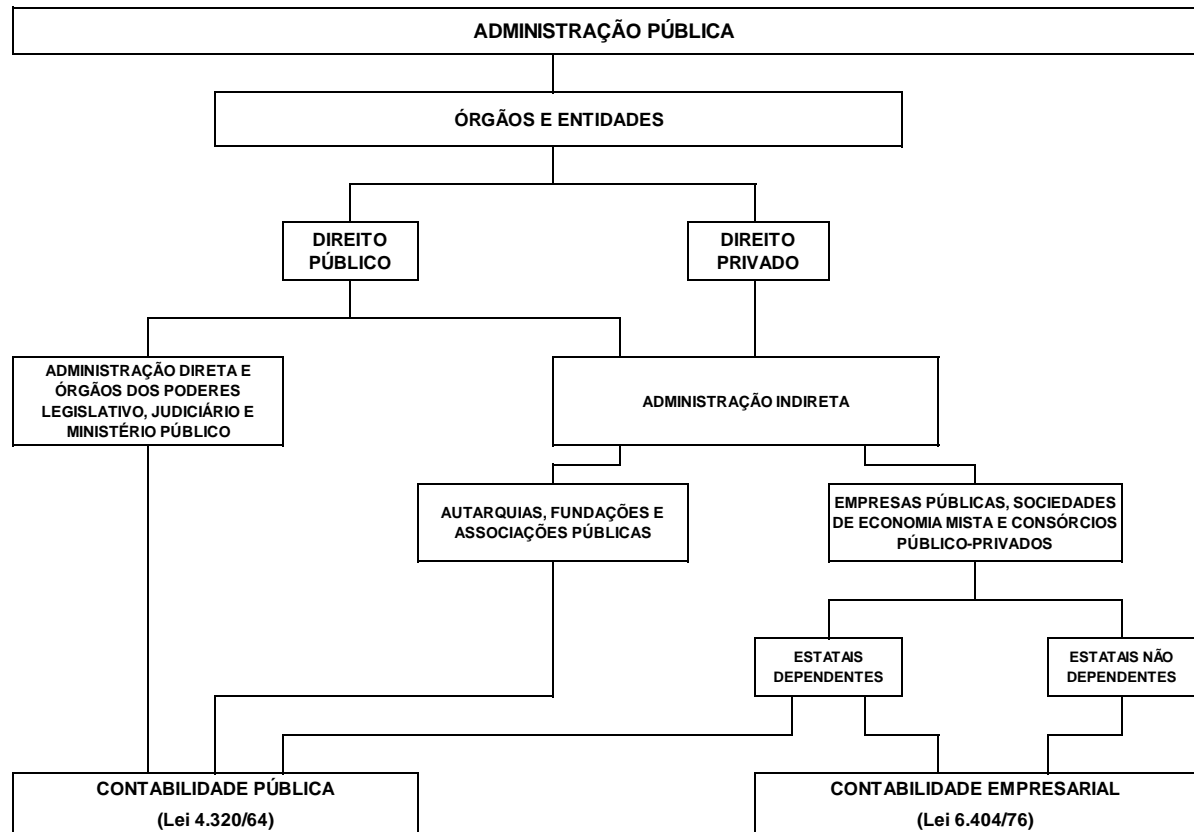 ADMINISTRAÇÃO PÚBLICA
ÓRGÃOS E ENTIDADES
DIREITO
PÚBLICO
DIREITO
PRIVADO
ADMINISTRAÇÃO DIRETA E
ÓRGÃOS DOS PODERES
LEGISLATIVO, JUDICIÁRIO E
MINISTÉRIO PÚBLICO
ADMINISTRAÇÃO INDIRETA
AUTARQUIAS, FUNDAÇÕES E
ASSOCIAÇÕES PÚBLICAS
EMPRESAS PÚBLICAS, SOCIEDADES
DE ECONOMIA MISTA E CONSÓRCIOS
PÚBLICO-PRIVADOS
ESTATAIS
DEPENDENTES
ESTATAIS NÃO
DEPENDENTES
CONTABILIDADE PÚBLICA
(Lei 4.320/64)
CONTABILIDADE EMPRESARIAL
(Lei 6.404/76)